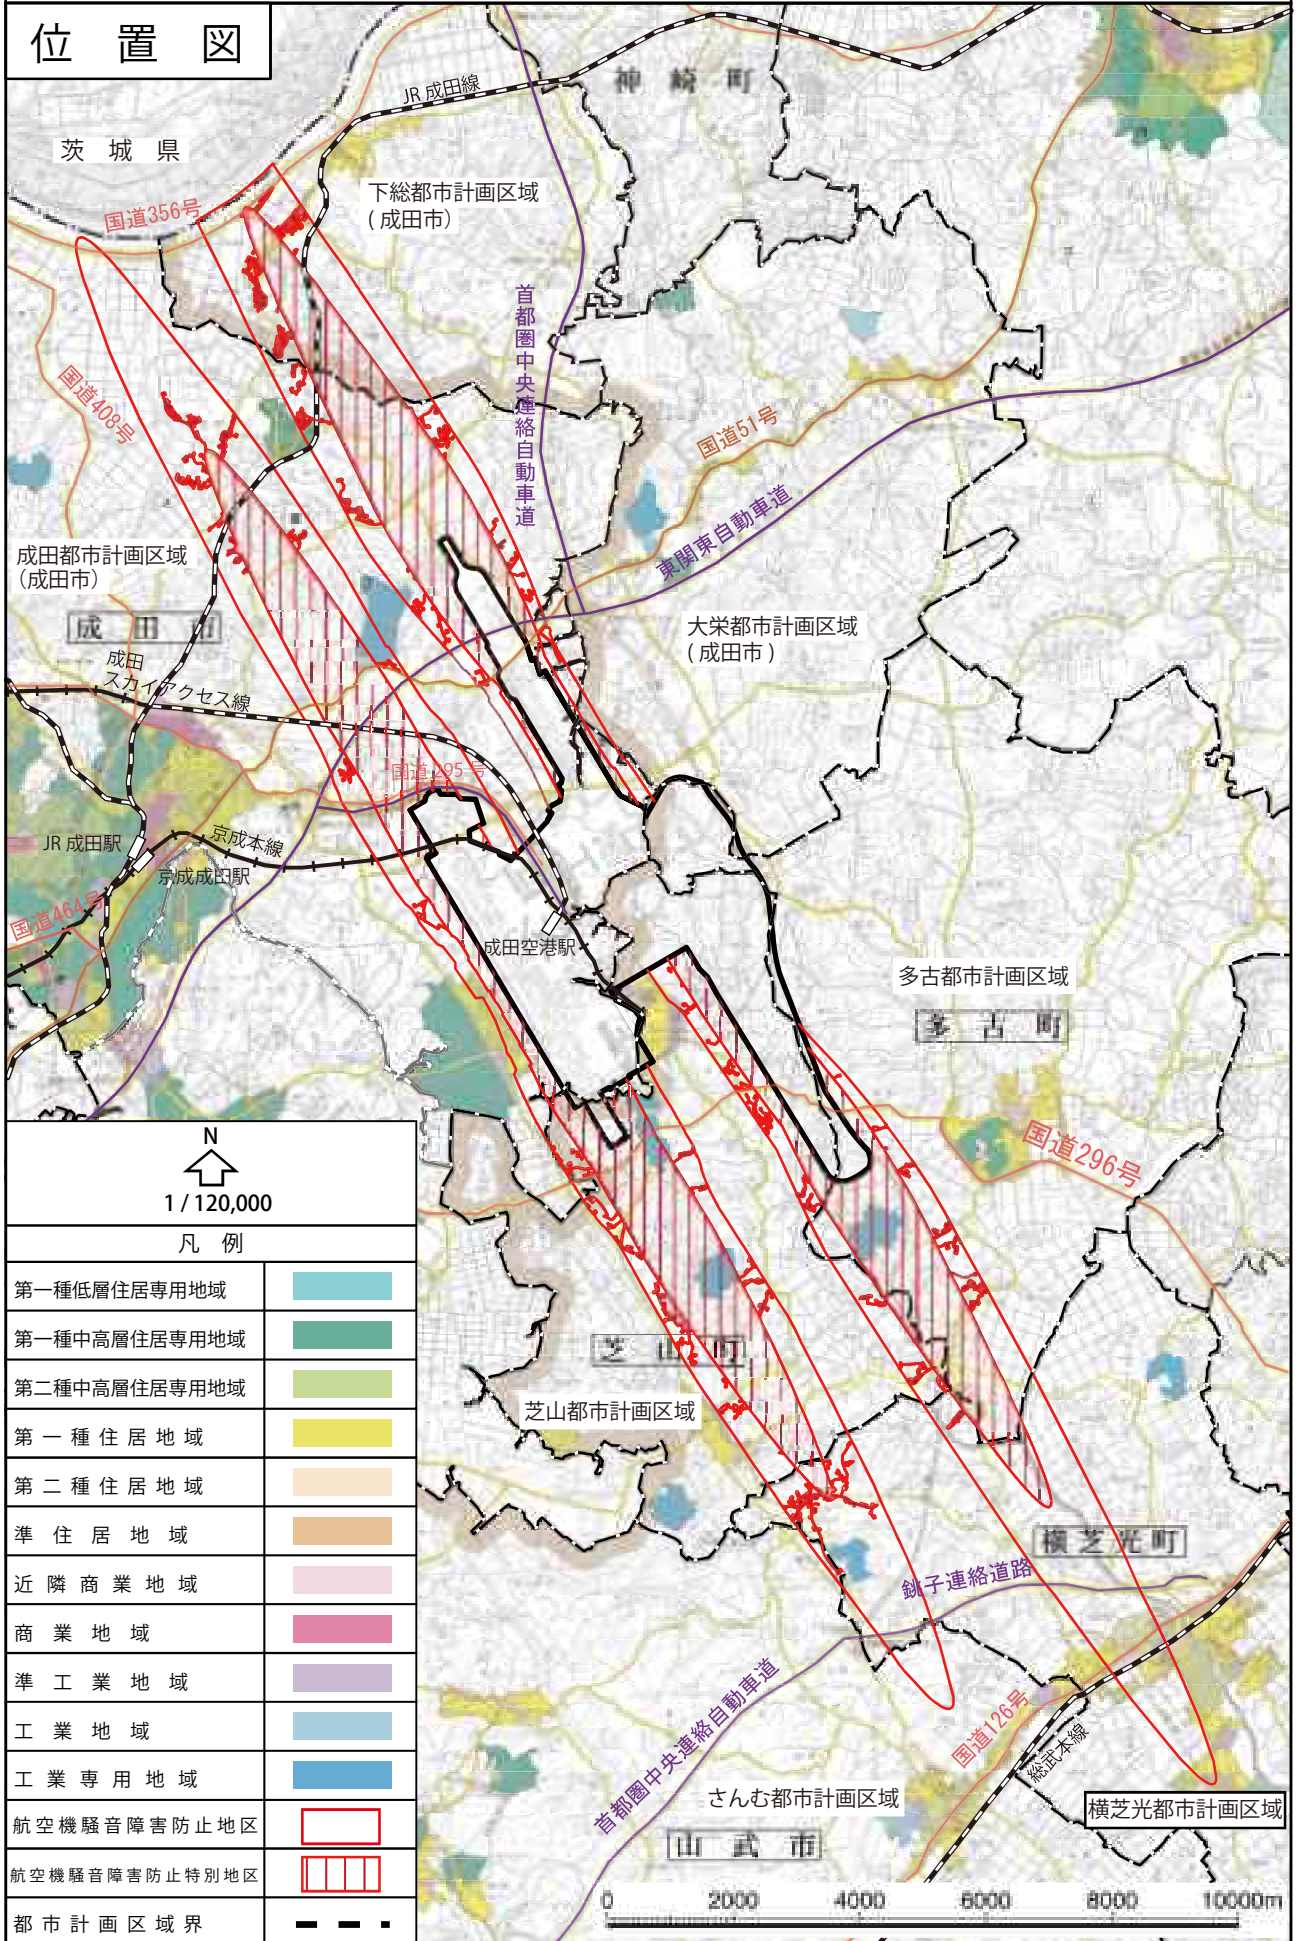 位置図
神崎町
JR 成田線
茨城県
下総都市計画区域
(成田市)
国道356号
首都圏中央連絡自動車道
国道408号
国道51号
東関東自動車道
成田都市計画区域
(成田市)
成田市
大栄都市計画区域
(成田市)
成田
スカイアクセス線
国道295号
JR 成田駅
京成本線
京成成田駅
国道464号
成田空港駅
多古都市計画区域
多古町
国道296号
芝山町
芝山都市計画区域
横芝光町
銚子連絡道路
首都圏中央連絡自動車道
国道126号
総武本線
さんむ都市計画区域
横芝光都市計画区域
山武市
N
1 / 120,000
凡例
第一種低層住居専用地域
第一種中高層住居専用地域
第二種中高層住居専用地域
第一種住居地域
第二種住居地域
準住居地域
近隣商業地域
商業地域
準工業地域
工業地域
工業専用地域
航空機騒音障害防止地区
航空機騒音障害防止特別地区
都市計画区域界
0 2000 4000 6000 8000 10000m